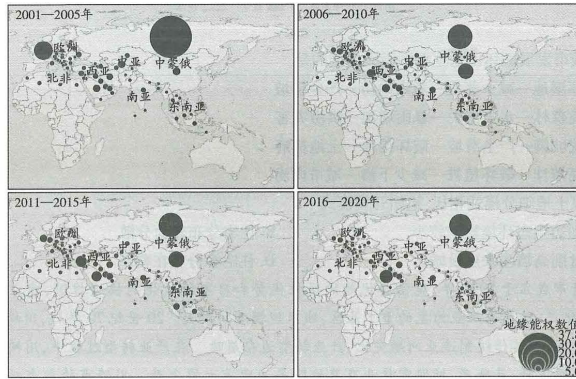 2001—2005年
欧洲
中亚
中蒙俄
北非
西亚
南亚
东南亚
2006—2010年
欧洲
中亚
中蒙俄
北非
西亚
南亚
东南亚
2011—2015年
欧洲
中亚
中蒙俄
北非
西亚
南亚
东南亚
2016—2020年
欧洲
中亚
中蒙俄
北非
西亚
南亚
东南亚
地缘能权数值